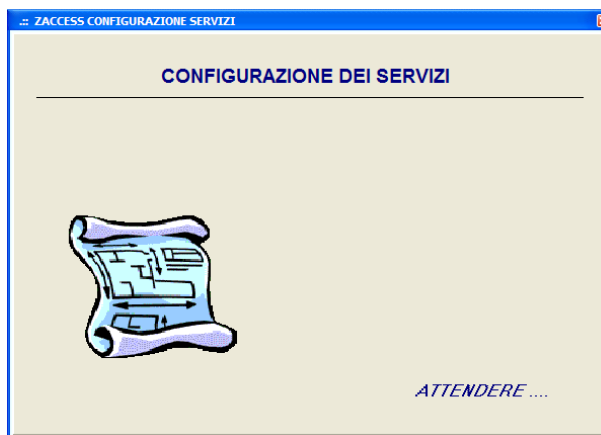 .:: ZACCESS CONFIGURAZIONE SERVIZI
CONFIGURAZIONE DEI SERVIZI
ATTENDERE ....